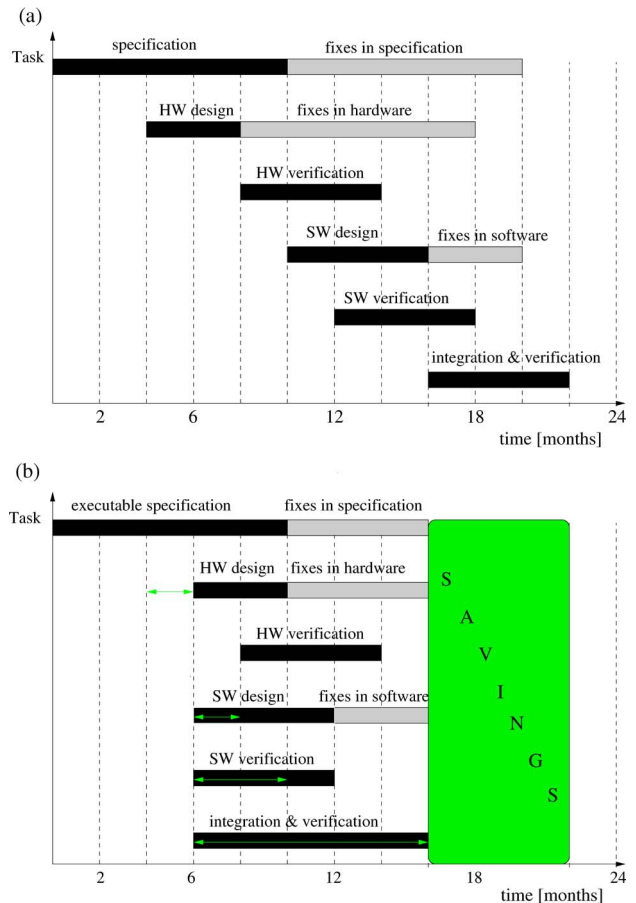 (a)
specification fixes in specification
Task
HW design fixes in hardware
HW verification
SW design fixes in software
SW verification
integration & verification
2 6 12 18 24
time [months]
(b)
executable specification fixes in specification
Task
HW design fixes in hardware
HW verification
SW design fixes in software
SW verification
integration & verification
S
A
V
I
N
G
S
2 6 12 18 24
time [months]